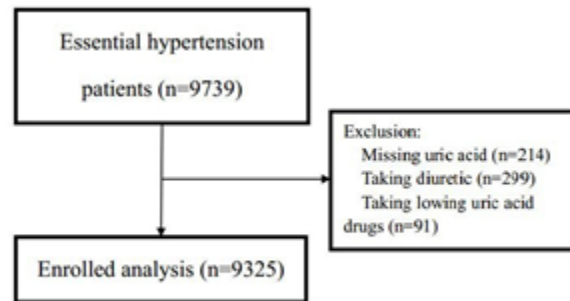 Essential hypertension
patients (n=9739)
Exclusion:
Missing uric acid (n=214)
Taking diuretic (n=299)
Taking lowing uric acid
drugs (n=91)
Enrolled analysis (n=9325)